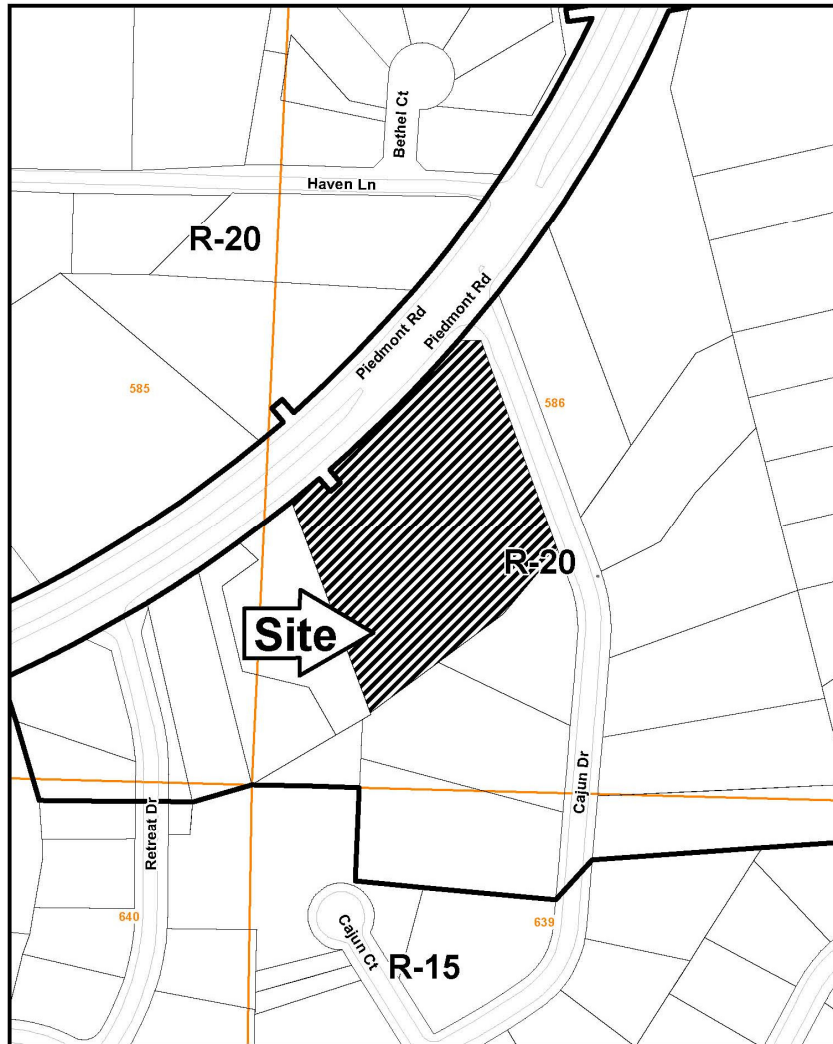 Bethel Ct
Haven Ln
R-20
Piedmont Rd
Piedmont Rd
585
586
R-20
Site
Cajun Dr
Retreat Dr
640
639
Cajun Ct
R-15